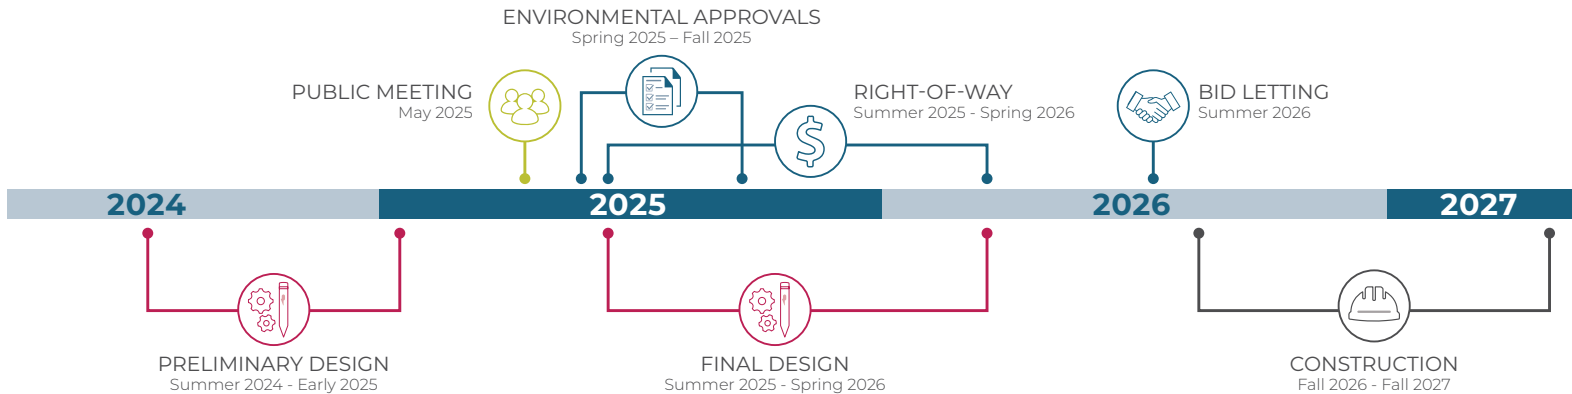 ENVIRONMENTAL APPROVALS
Spring 2025 – Fall 2025
PUBLIC MEETING
May 2025
RIGHT-OF-WAY
Summer 2025 - Spring 2026
BID LETTING
Summer 2026
$
2024
2025
2026
2027
PRELIMINARY DESIGN
Summer 2024 - Early 2025
FINAL DESIGN
Summer 2025 - Spring 2026
CONSTRUCTION
Fall 2026 - Fall 2027